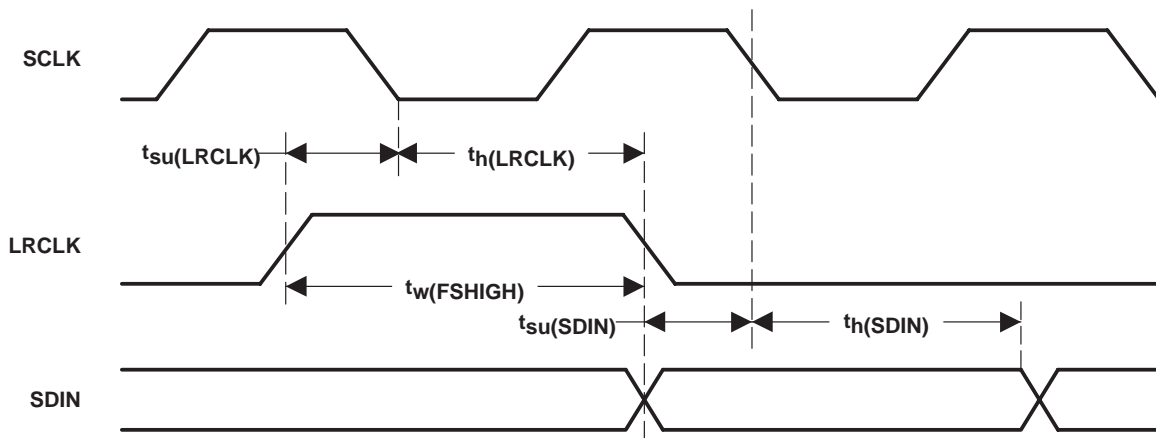 SCLK
tsu(LRCLK)
th(LRCLK)
LRCLK
tw(FSHIGH)
tsu(SDIN)
th(SDIN)
SDIN